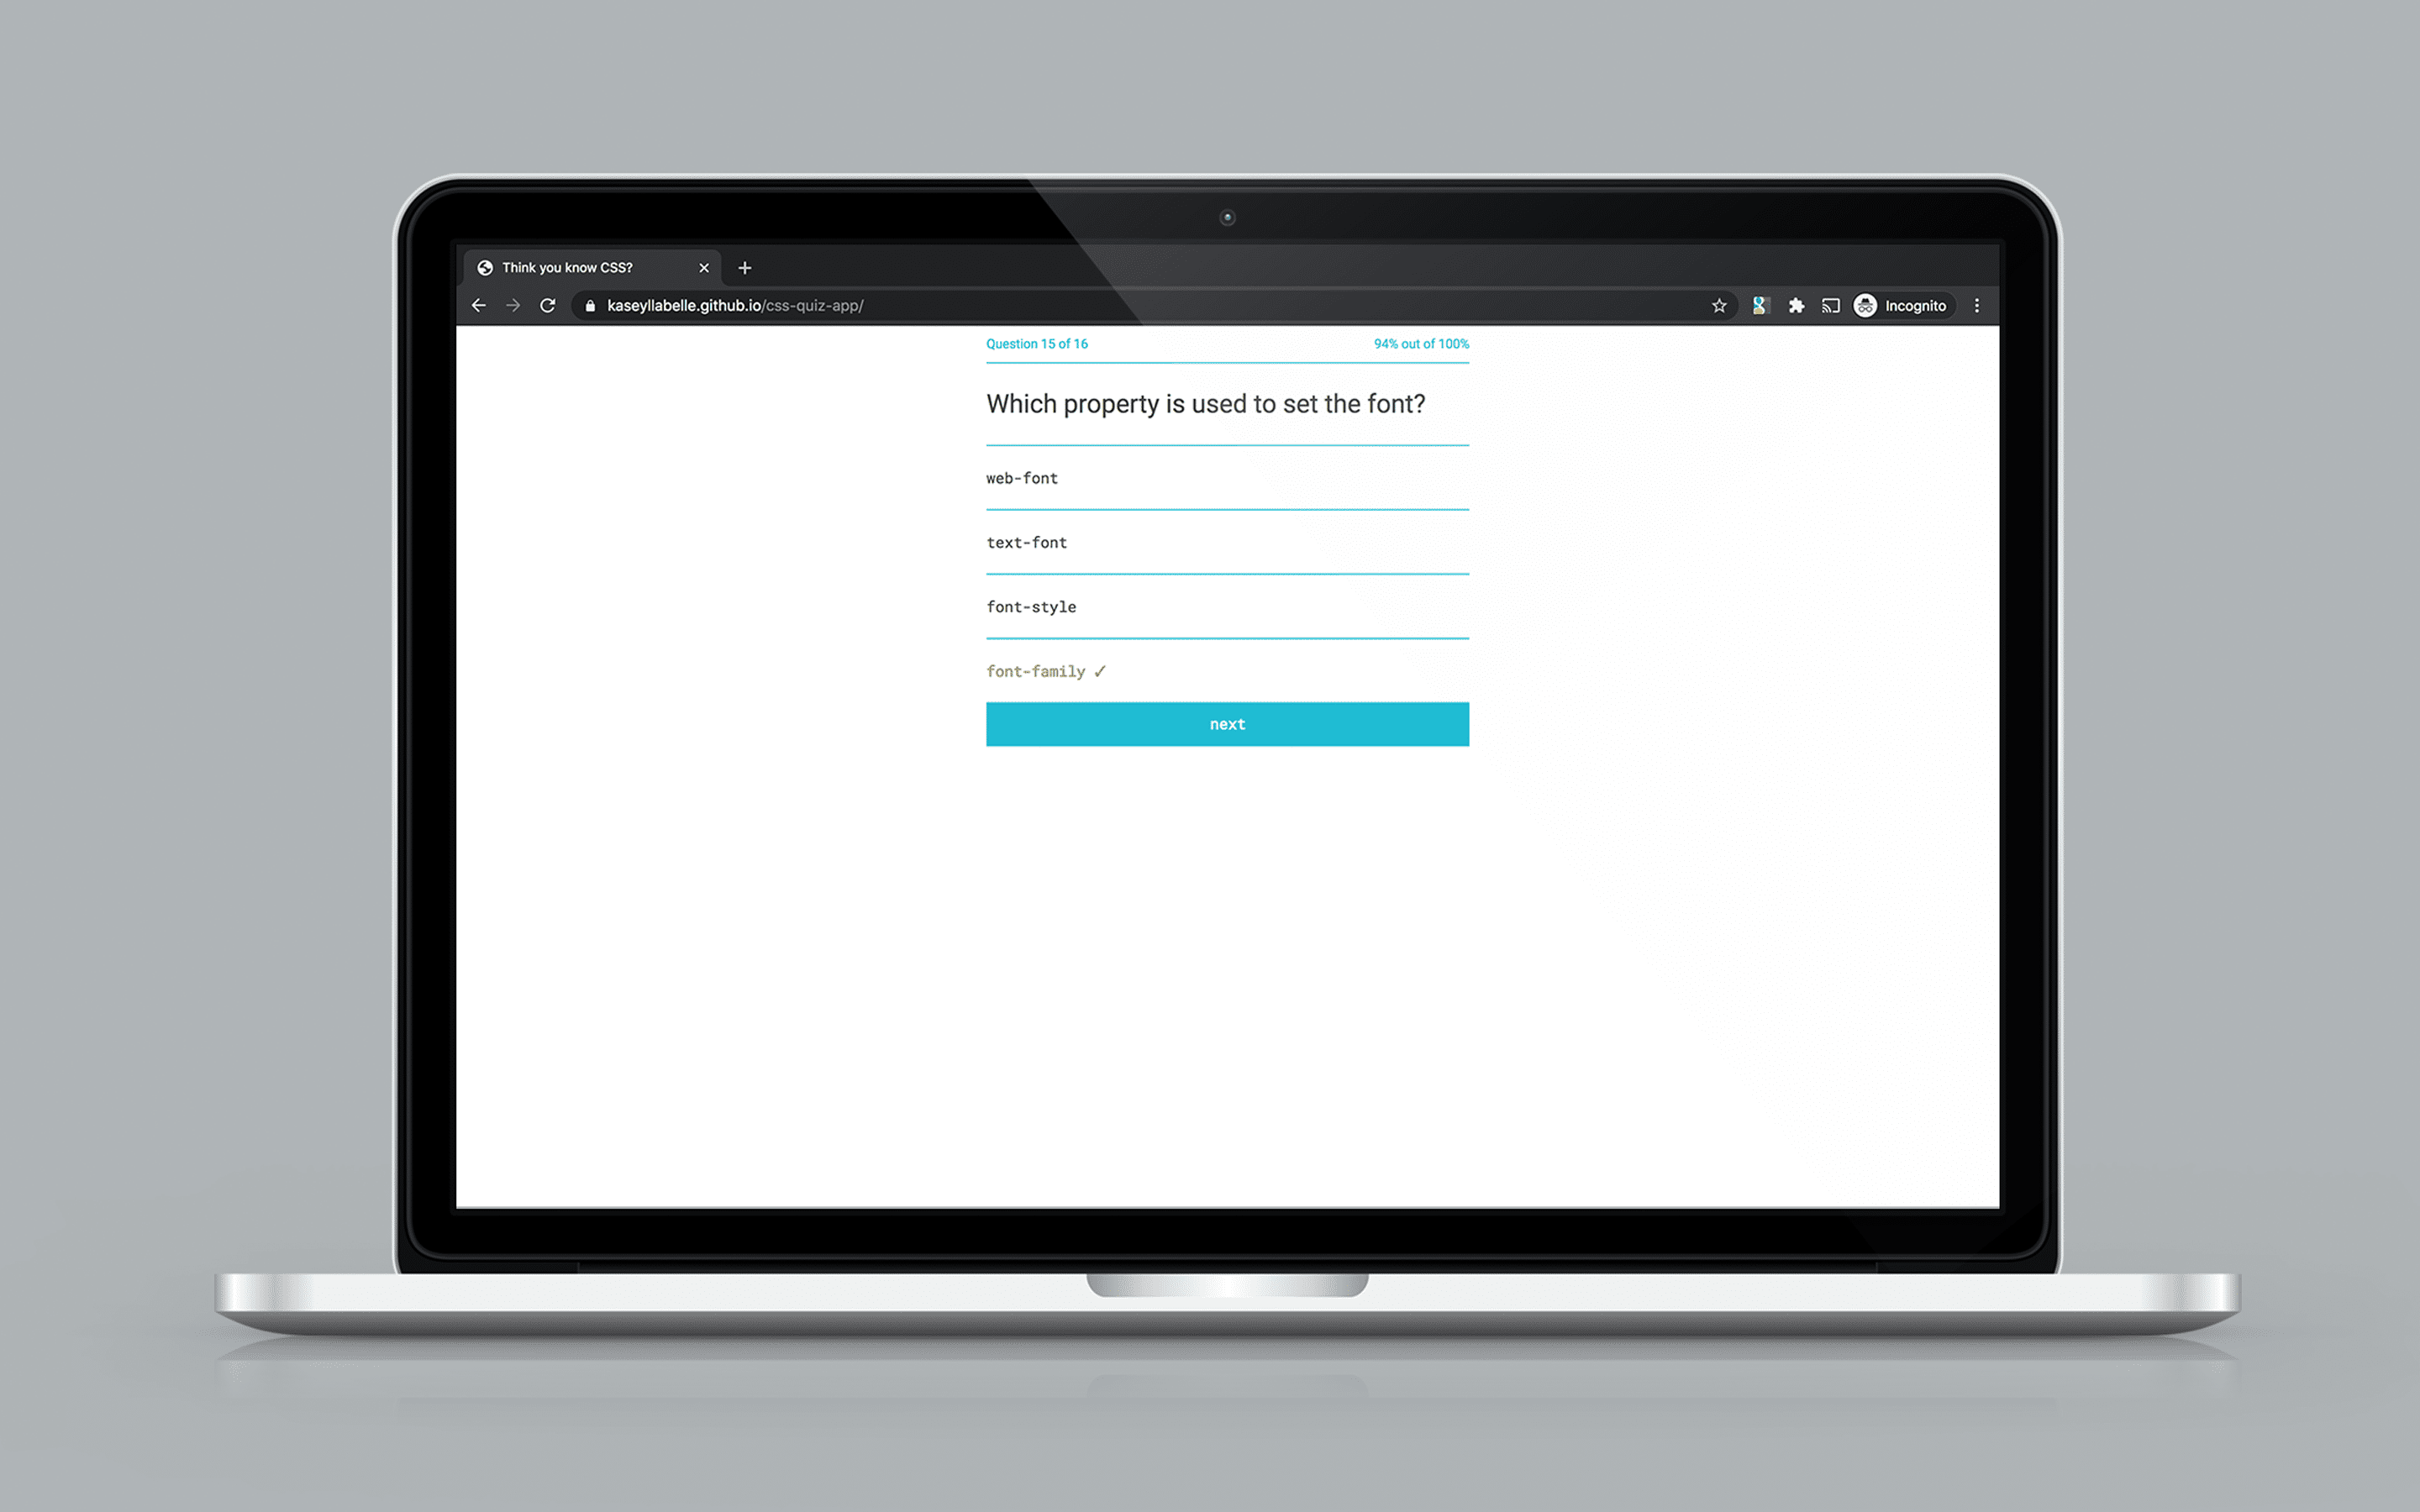 Think you know CSS?
kaseyllabelle.github.io/css-quiz-app/
Incognito
Question 15 of 16
94% out of 100%
Which property is used to set the font?
web-font
text-font
font-style
font-family ✓
next